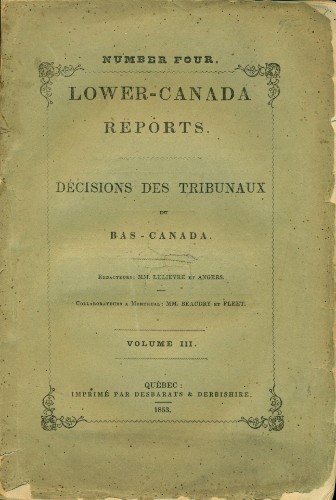 NUMBER FOUR.
LOWER-CANADA
REPORTS.
DÉCISIONS DES TRIBUNAUX
DU
BAS-CANADA.
RÉDACTEURS: MM. LELIEVRE ET ANGERS.
COLLABORATEURS A MONTREAL: MM. BEAUDRY ET FLEET.
VOLUME III.
QUÉBEC:
IMPRIMÉ PAR DESBARATS & DERBISHIRE.
1853.